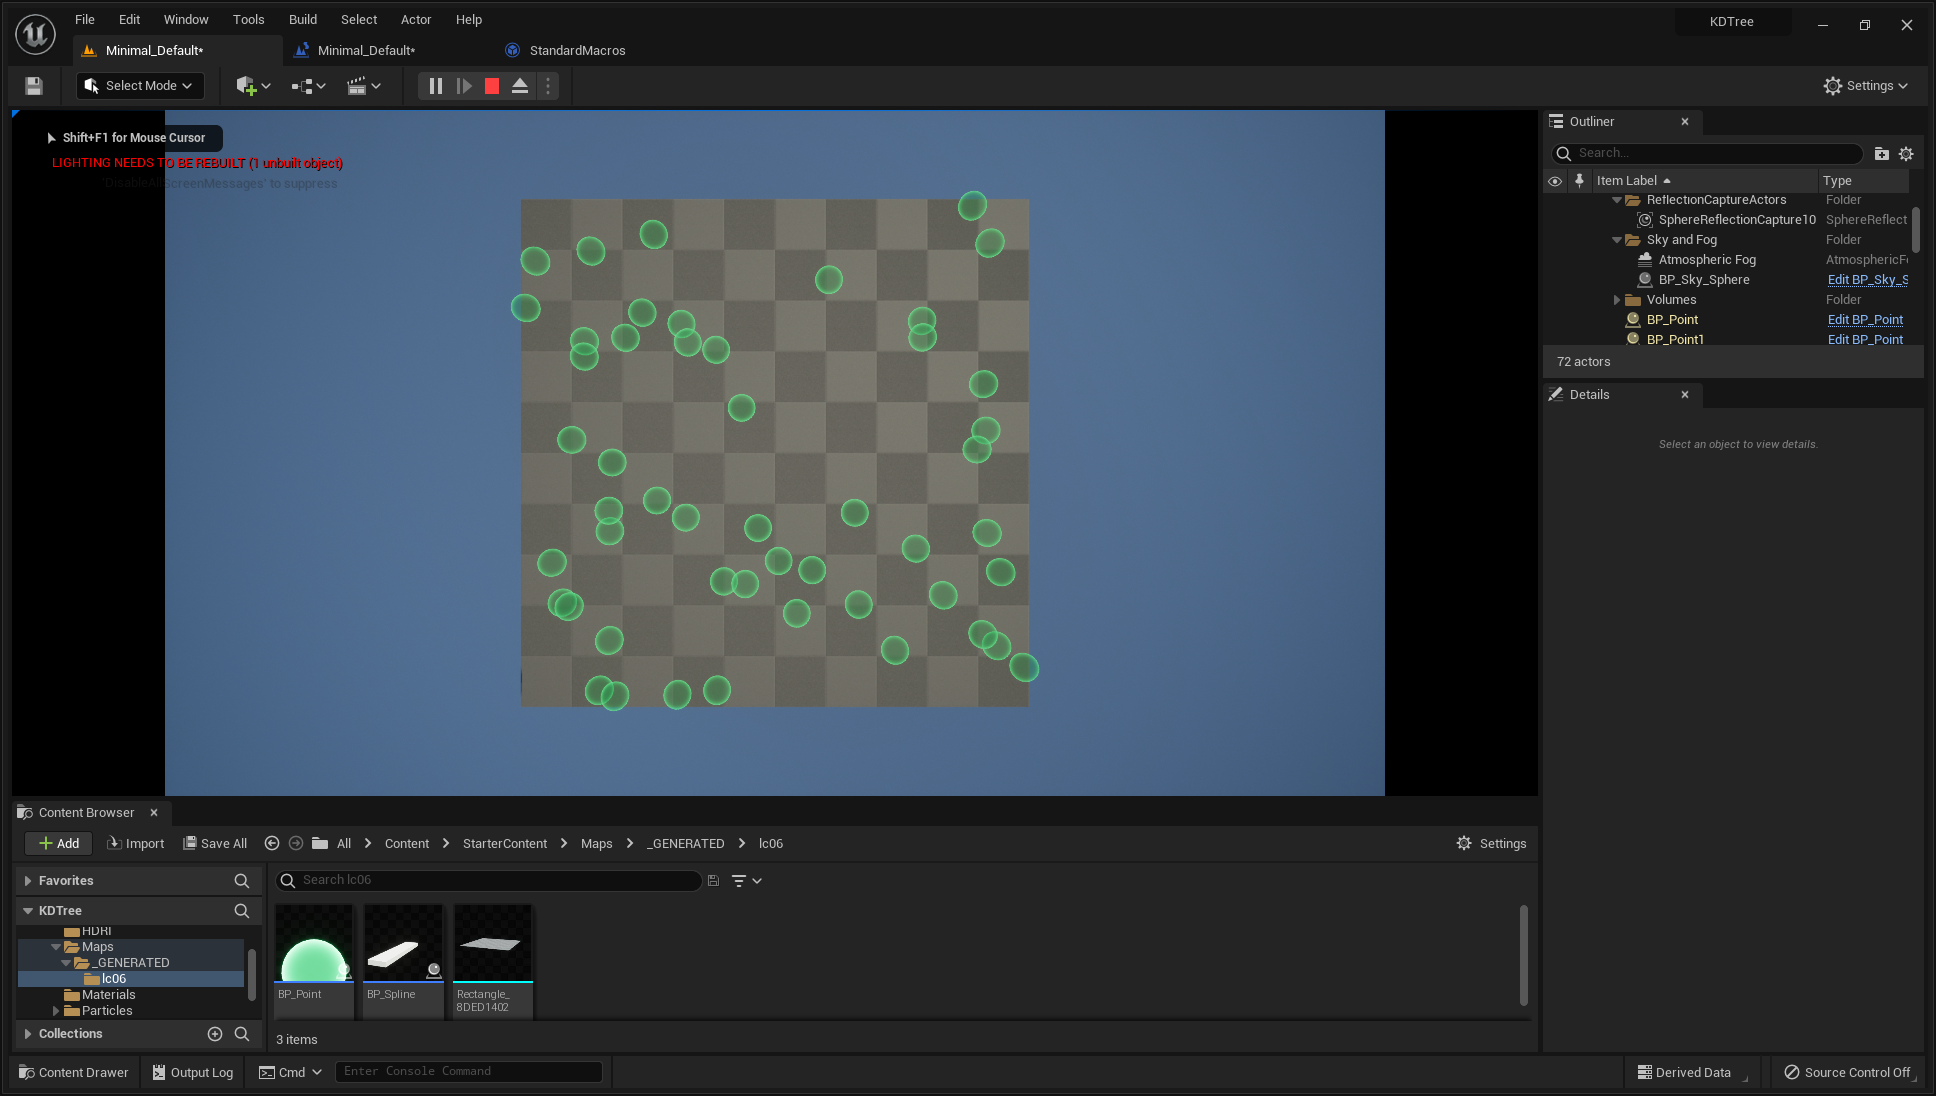 File Edit Window Tools Build Select Actor Help
KDTree
Minimal_Default* Minimal_Default* StandardMacros
Select Mode
Settings
Shift+F1 for Mouse Cursor
LIGHTING NEEDS TO BE REBUILT (1 unbuilt object)
'DisableAllScreenMessages' to suppress
Outliner
Search...
Item Label Type
ReflectionCaptureActors Folder
SphereReflectionCapture10 SphereReflect
Sky and Fog Folder
Atmospheric Fog AtmosphericF
BP_Sky_Sphere Edit BP_Sky_S
Volumes Folder
BP_Point Edit BP_Point
BP_Point1 Edit BP_Point
72 actors
Details
Select an object to view details.
Content Browser
Add Import Save All All Content StarterContent Maps _GENERATED lc06 Settings
Favorites
Search lc06
KDTree
HDRI
Maps
_GENERATED
lc06
Materials
Particles
Collections
BP_Point
BP_Spline
Rectangle_
8DED1402
3 items
Content Drawer Output Log Cmd Enter Console Command Derived Data Source Control Off